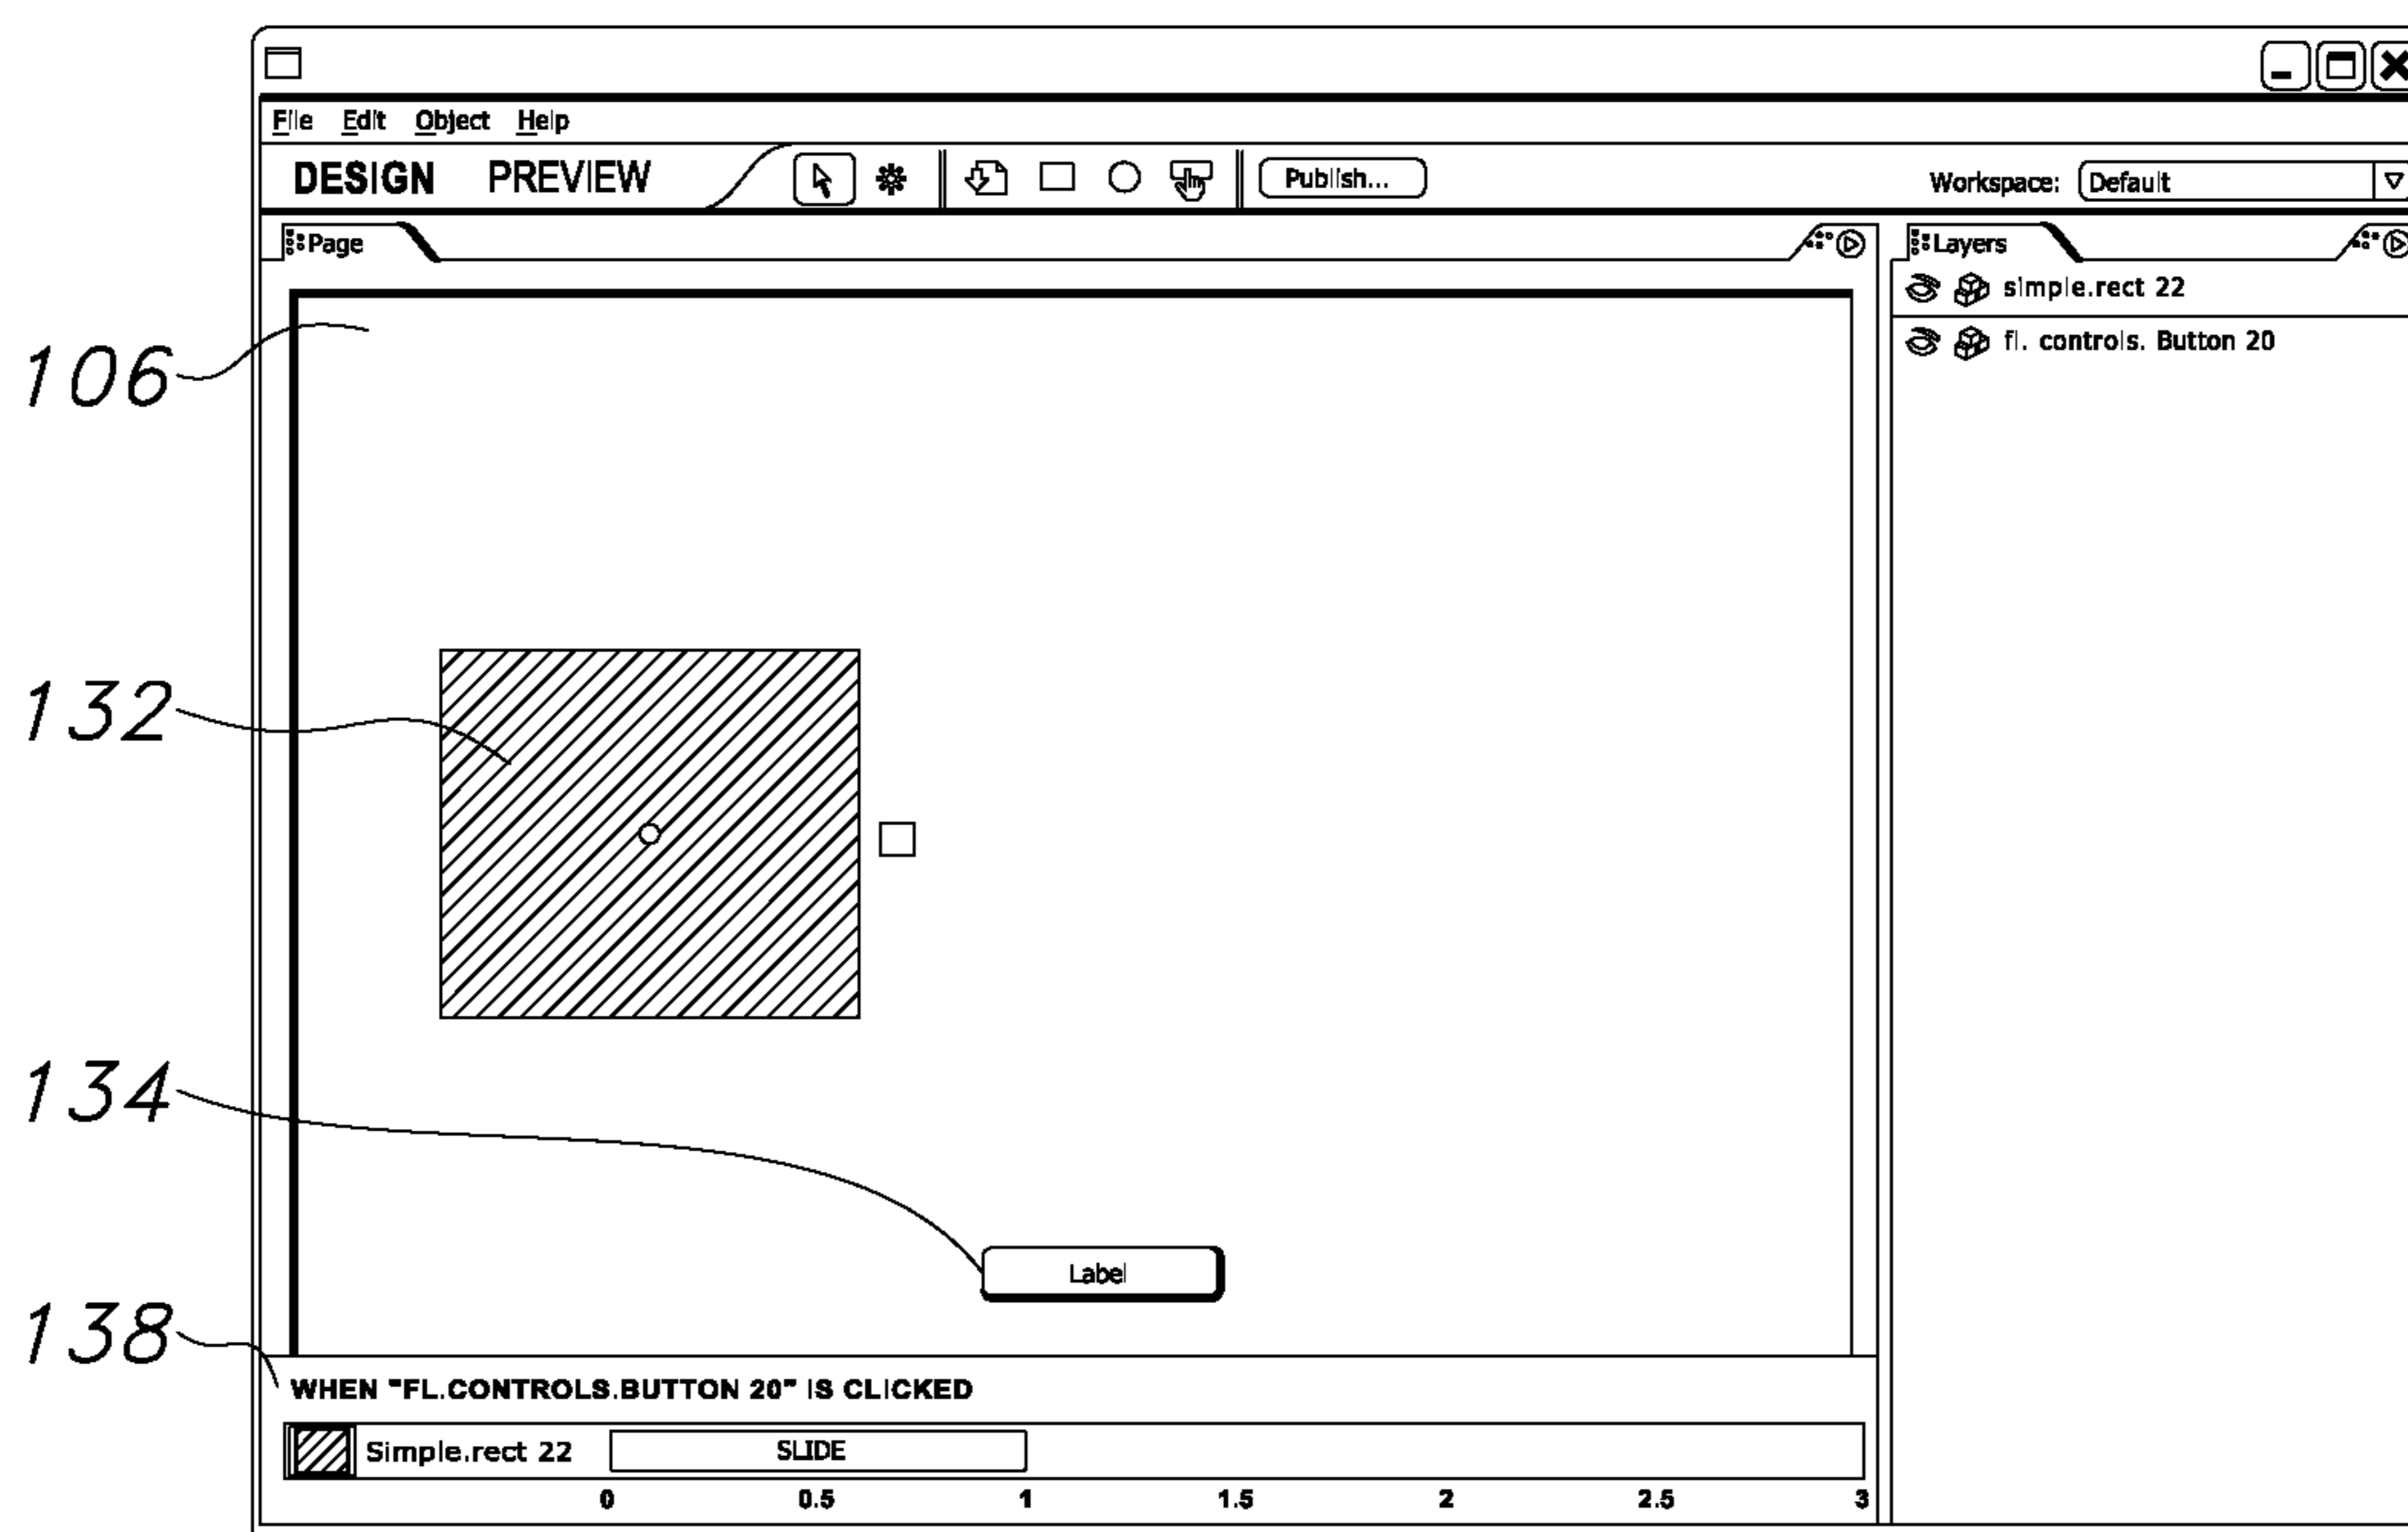 File Edit Object Help
DESIGN PREVIEW Publish... Workspace: Default
Page Layers
simple.rect 22
fl. controls. Button 20
106
132
134
Label
138
WHEN "FL.CONTROLS.BUTTON 20" IS CLICKED
Simple.rect 22 SLIDE
0 0.5 1 1.5 2 2.5 3